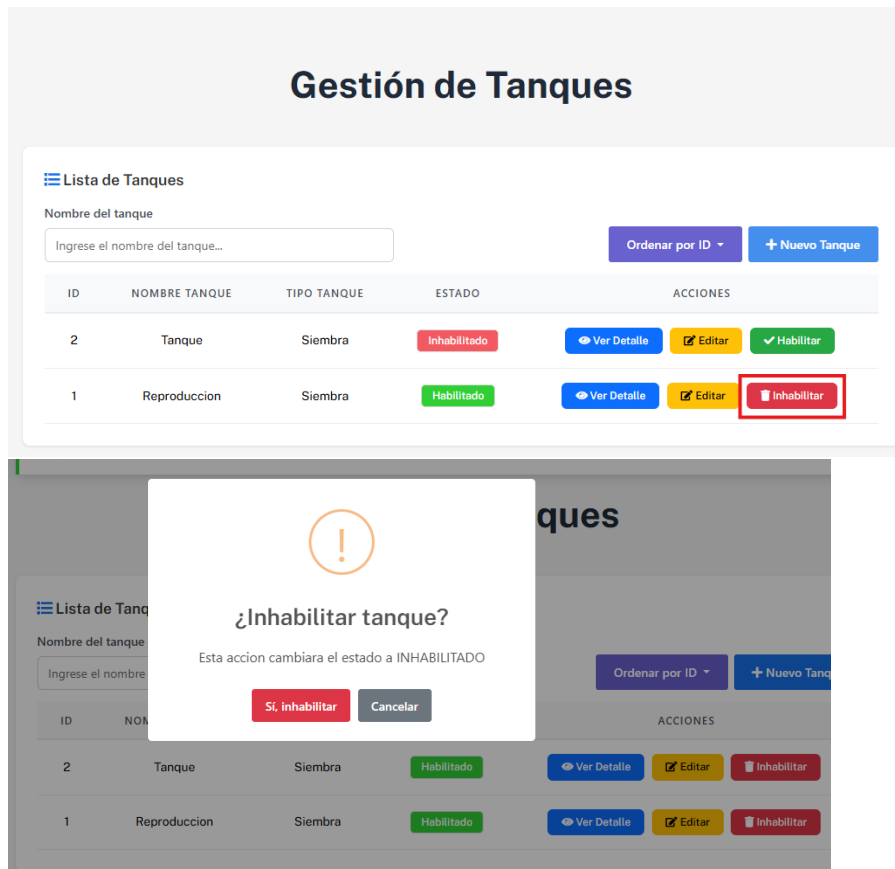 Gestión de Tanques
Lista de Tanques
Nombre del tanque
Ingrese el nombre del tanque...
Ordenar por ID
+ Nuevo Tanque
ID NOMBRE TANQUE TIPO TANQUE ESTADO ACCIONES
2 Tanque Siembra Inhabilitado Ver Detalle Editar Habilitar
1 Reproduccion Siembra Habilitado Ver Detalle Editar Inhabilitar
ques
¿Inhabilitar tanque?
Esta accion cambiara el estado a INHABILITADO
Sí, inhabilitar Cancelar
Lista de Tanq
Nombre del tanque
Ingrese el nombre
Ordenar por ID
+ Nuevo Tanq
ID NOM ACCIONES
2 Tanque Siembra Habilitado Ver Detalle Editar Inhabilitar
1 Reproduccion Siembra Habilitado Ver Detalle Editar Inhabilitar